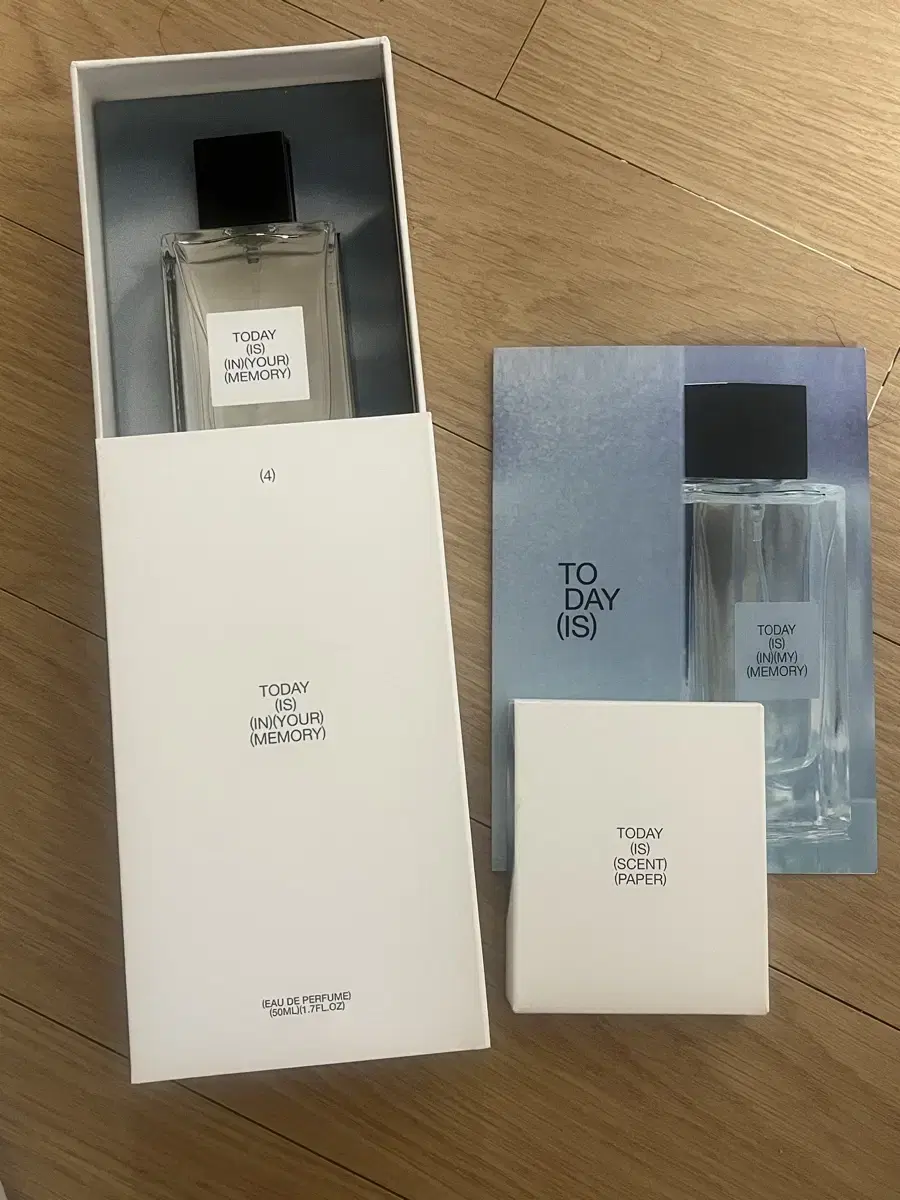 TODAY
(IS)
(IN)(YOUR)
(MEMORY)
(4)
TODAY
(IS)
(IN)(YOUR)
(MEMORY)
(EAU DE PERFUME)
(50ML)(1.7FL.OZ)
TO
DAY
(IS)
TODAY
(IS)
(IN)(MY)
(MEMORY)
TODAY
(IS)
(SCENT)
(PAPER)